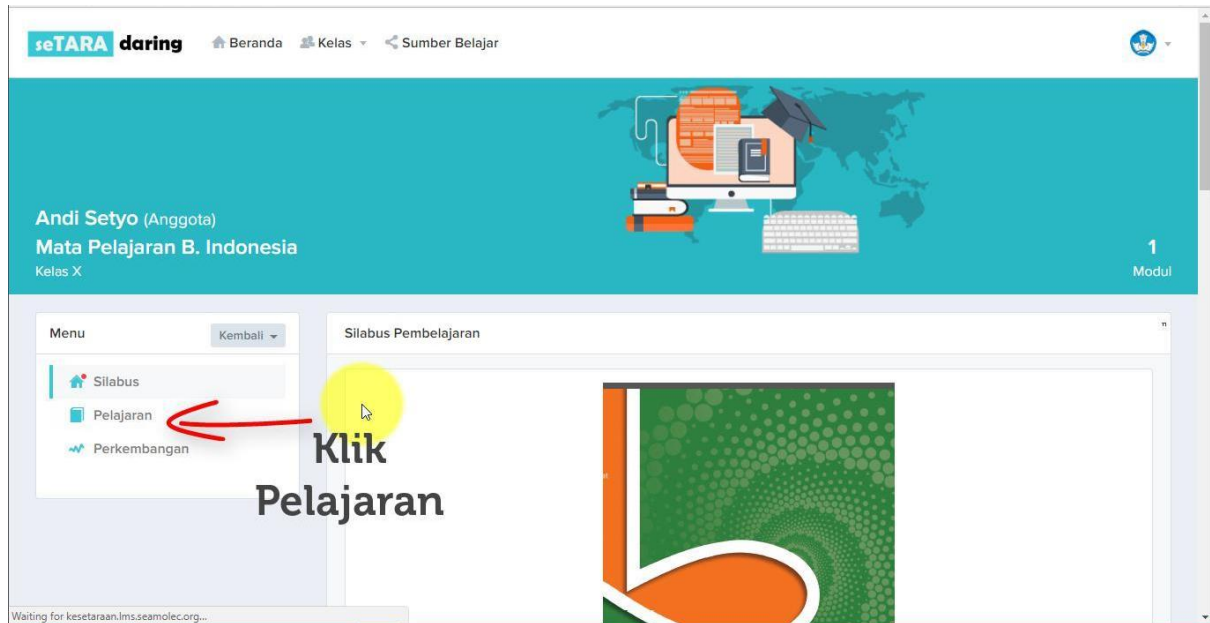 seTARA daring
Beranda
Kelas
Sumber Belajar
Andi Setyo (Anggota)
Mata Pelajaran B. Indonesia
Kelas X
1
Modul
Menu
Kembali
Silabus Pembelajaran
Silabus
Pelajaran
Perkembangan
Klik
Pelajaran
Waiting for kesetaraan.lms.seamolec.org...